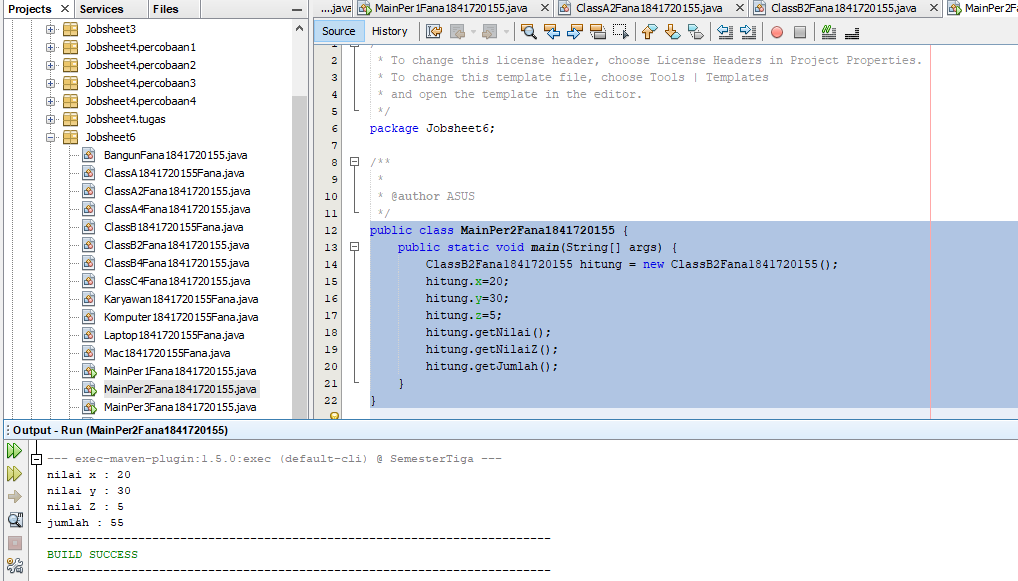 Projects × Services Files
Jobsheet3
Jobsheet4.percobaan1
Jobsheet4.percobaan2
Jobsheet4.percobaan3
Jobsheet4.percobaan4
Jobsheet4.tugas
Jobsheet6
BangunFana1841720155.java
ClassA1841720155Fana.java
ClassA2Fana1841720155.java
ClassA4Fana1841720155.java
ClassB1841720155Fana.java
ClassB2Fana1841720155.java
ClassB4Fana1841720155.java
ClassC4Fana1841720155.java
Karyawan1841720155Fana.java
Komputer1841720155Fana.java
Laptop1841720155Fana.java
Mac1841720155Fana.java
MainPer1Fana1841720155.java
MainPer2Fana1841720155.java
MainPer3Fana1841720155.java
...java MainPer1Fana1841720155.java × ClassA2Fana1841720155.java × ClassB2Fana1841720155.java × MainPer2Fa
Source History
2 * To change this license header, choose License Headers in Project Properties.
3 * To change this template file, choose Tools | Templates
4 * and open the template in the editor.
5 */
6 package Jobsheet6;
7
8 /**
9 *
10 * @author ASUS
11 */
12 public class MainPer2Fana1841720155 {
13 public static void main(String[] args) {
14 ClassB2Fana1841720155 hitung = new ClassB2Fana1841720155();
15 hitung.x=20;
16 hitung.y=30;
17 hitung.z=5;
18 hitung.getNilai();
19 hitung.getNilaiZ();
20 hitung.getJumlah();
21 }
22 }
Output - Run (MainPer2Fana1841720155)
--- exec-maven-plugin:1.5.0:exec (default-cli) @ SemesterTiga ---
nilai x : 20
nilai y : 30
nilai Z : 5
jumlah : 55
------------------------------------------------------------------------
BUILD SUCCESS
------------------------------------------------------------------------